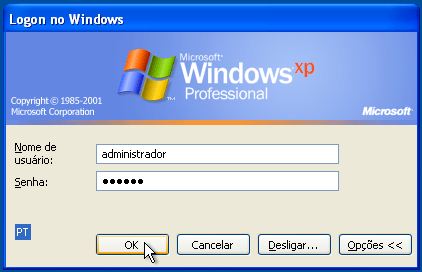 Logon no Windows
Microsoft®
Windows xp
Professional
Copyright © 1985-2001
Microsoft Corporation
Microsoft
Nome de
usuário:
administrador
Senha:
●●●●●●
PT
OK
Cancelar
Desligar...
Opções <<